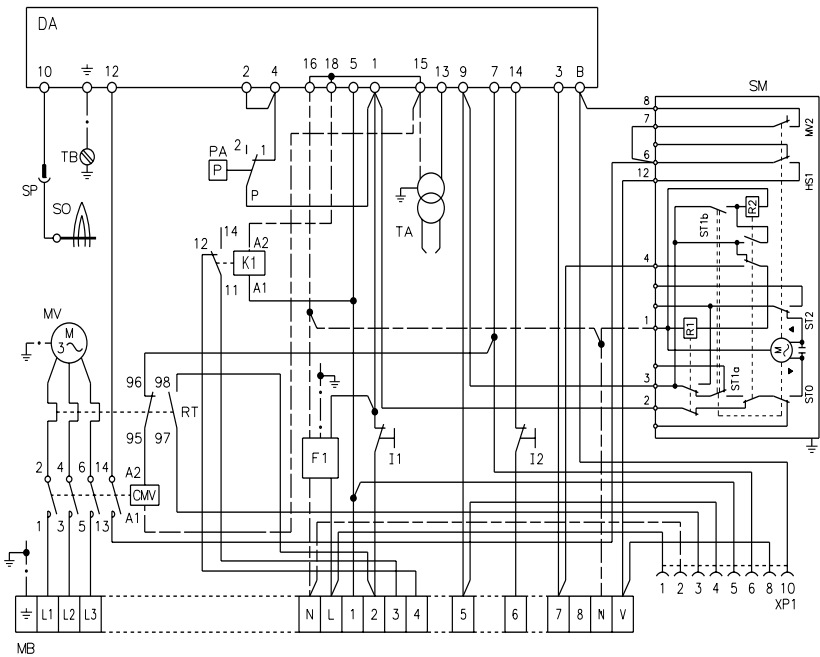 DA
10 12 2 4 16 18 5 1 15 13 9 7 14 3 B
SM
8
7
MV2
6
12
HS1
TB
SP
SO
PA
2 1
P
P
TA
R2
ST1b
14
12 A2
K1
11 A1
4
ST2
MV
M
3
1
R1
M
96 98
RT
95 97
3
ST1a
ST0
2
F1
I1
I2
2 4 6 14 A2
CMV
1 3 5 13 A1
1 2 3 4 5 6 8 10
XP1
L1 L2 L3 N L 1 2 3 4 5 6 7 8 N V
MB